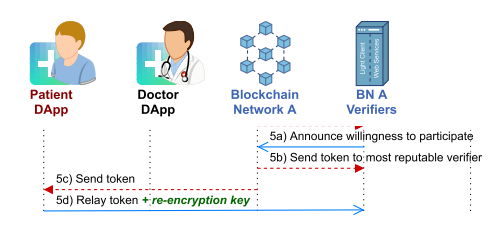 Light Client
Web Services
Patient
DApp
Doctor
DApp
Blockchain
Network A
BN A
Verifiers
5a) Announce willingness to participate
5b) Send token to most reputable verifier
5c) Send token
5d) Relay token + re-encryption key